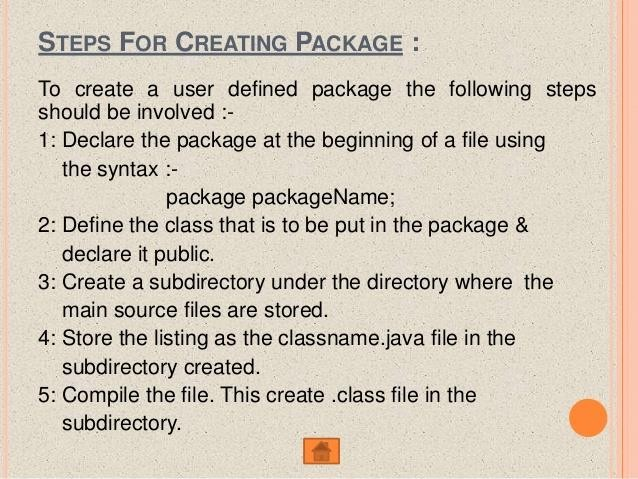 STEPS FOR CREATING PACKAGE :
To create a user defined package the following steps
should be involved :-
1: Declare the package at the beginning of a file using
the syntax :-
package packageName;
2: Define the class that is to be put in the package &
declare it public.
3: Create a subdirectory under the directory where the
main source files are stored.
4: Store the listing as the classname.java file in the
subdirectory created.
5: Compile the file. This create .class file in the
subdirectory.